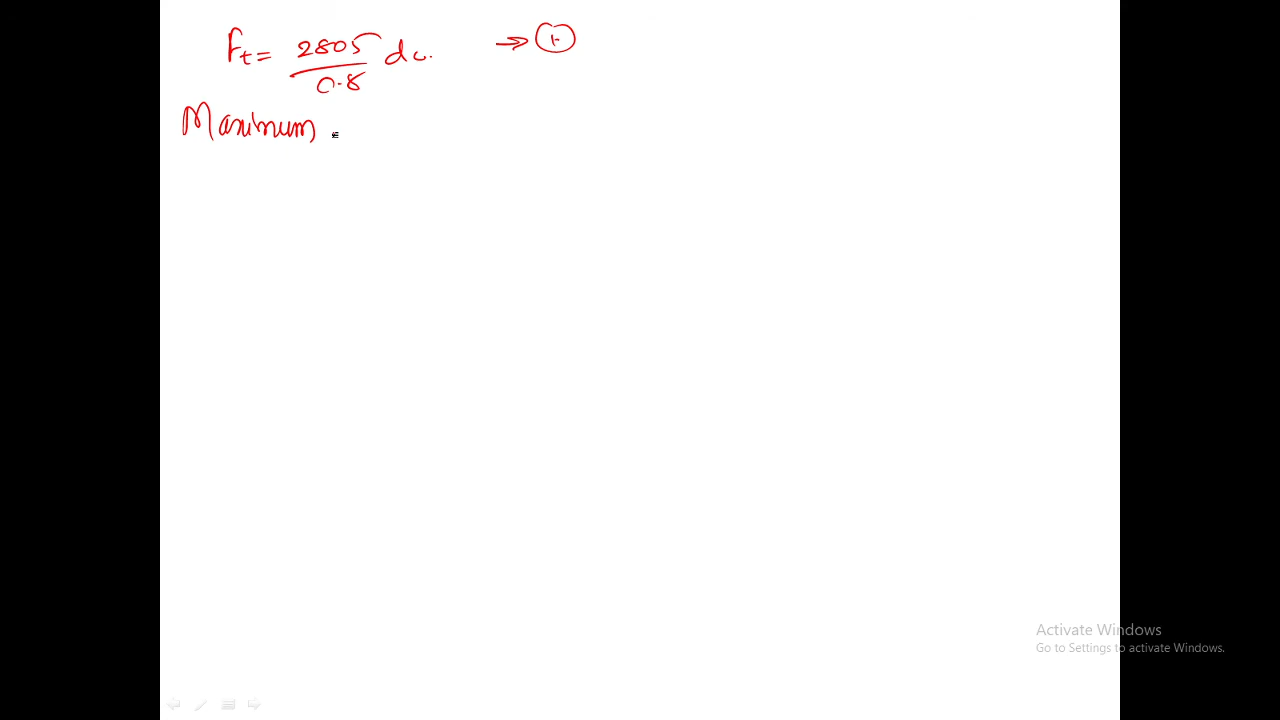 Ft = 2805 / 0.8 dc. → 1
Maximum
Activate Windows
Go to Settings to activate Windows.